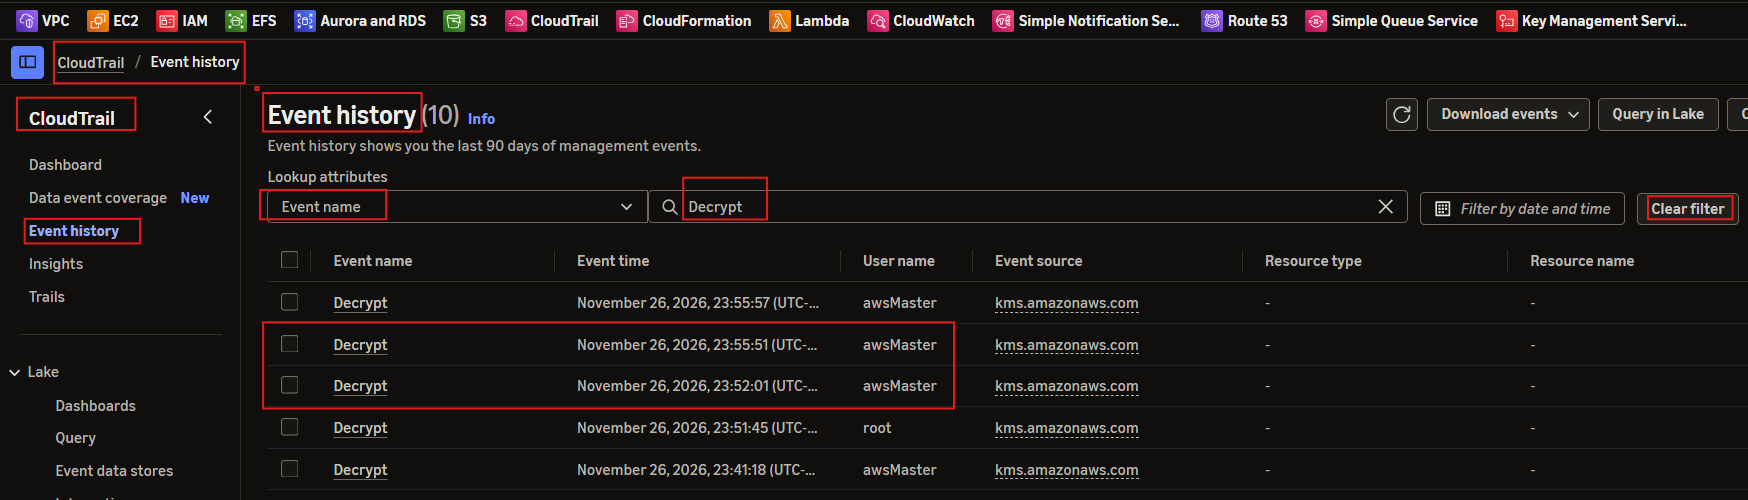 VPC EC2 IAM EFS Aurora and RDS S3 CloudTrail CloudFormation Lambda CloudWatch Simple Notification Se... Route 53 Simple Queue Service Key Management Servi...
CloudTrail / Event history
CloudTrail
Dashboard
Data event coverage New
Event history
Insights
Trails
Lake
Dashboards
Query
Event data stores
Event history (10) Info
Download events Query in Lake
Event history shows you the last 90 days of management events.
Lookup attributes
Event name Decrypt Filter by date and time Clear filter
Event name Event time User name Event source Resource type Resource name
Decrypt November 26, 2026, 23:55:57 (UTC-... awsMaster kms.amazonaws.com - -
Decrypt November 26, 2026, 23:55:51 (UTC-... awsMaster kms.amazonaws.com - -
Decrypt November 26, 2026, 23:52:01 (UTC-... awsMaster kms.amazonaws.com - -
Decrypt November 26, 2026, 23:51:45 (UTC-... root kms.amazonaws.com - -
Decrypt November 26, 2026, 23:41:18 (UTC-... awsMaster kms.amazonaws.com - -